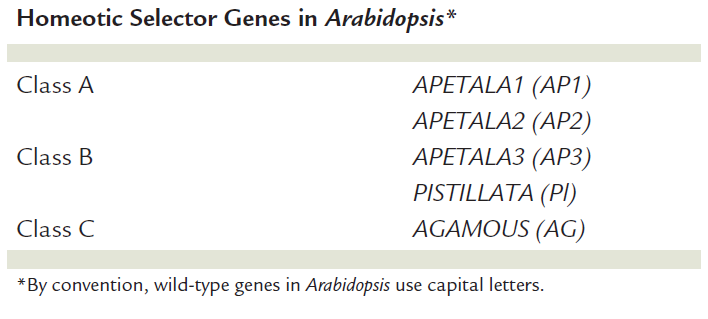 Homeotic Selector Genes in Arabidopsis*
Class A APETALA1 (AP1)
APETALA2 (AP2)
Class B APETALA3 (AP3)
PISTILLATA (Pl)
Class C AGAMOUS (AG)
*By convention, wild-type genes in Arabidopsis use capital letters.